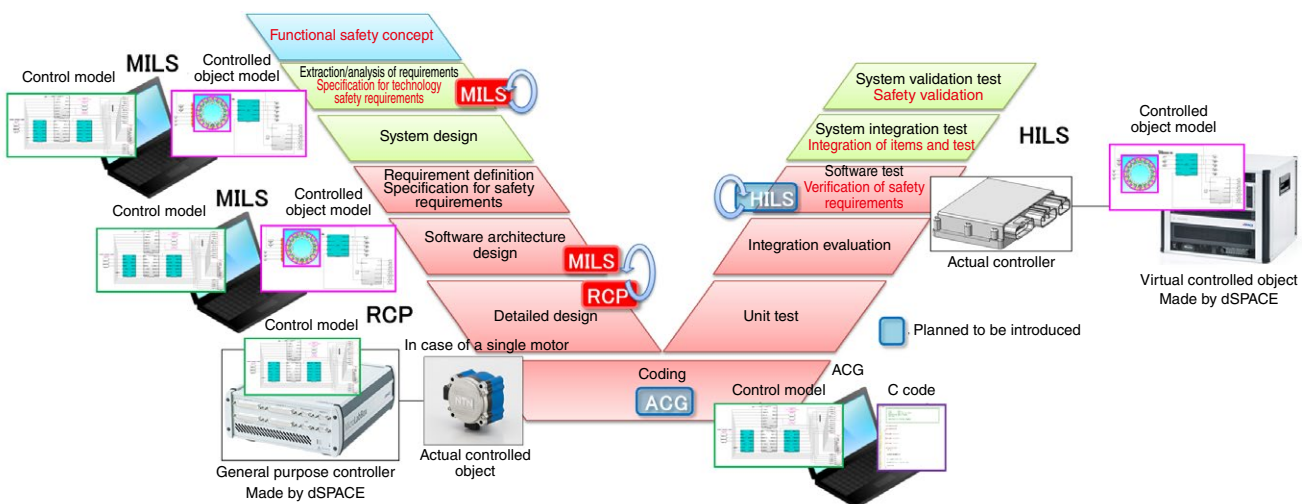 Functional safety concept
MILS
Control model
Controlled
object model
Extraction/analysis of requirements
Specification for technology
safety requirements
MILS
System design
Requirement definition
Specification for safety
requirements
MILS
Control model
Controlled
object model
Software architecture
design
MILS
RCP
Detailed design
RCP
Control model
In case of a single motor
NTN
General purpose controller
Made by dSPACE
Actual controlled
object
Coding
ACG
ACG
Control model
C code
Unit test
Integration evaluation
Software test
Verification of safety
requirements
HILS
System integration test
Integration of items and test
System validation test
Safety validation
HILS
Controlled
object model
Actual controller
Virtual controlled object
Made by dSPACE
Planned to be introduced